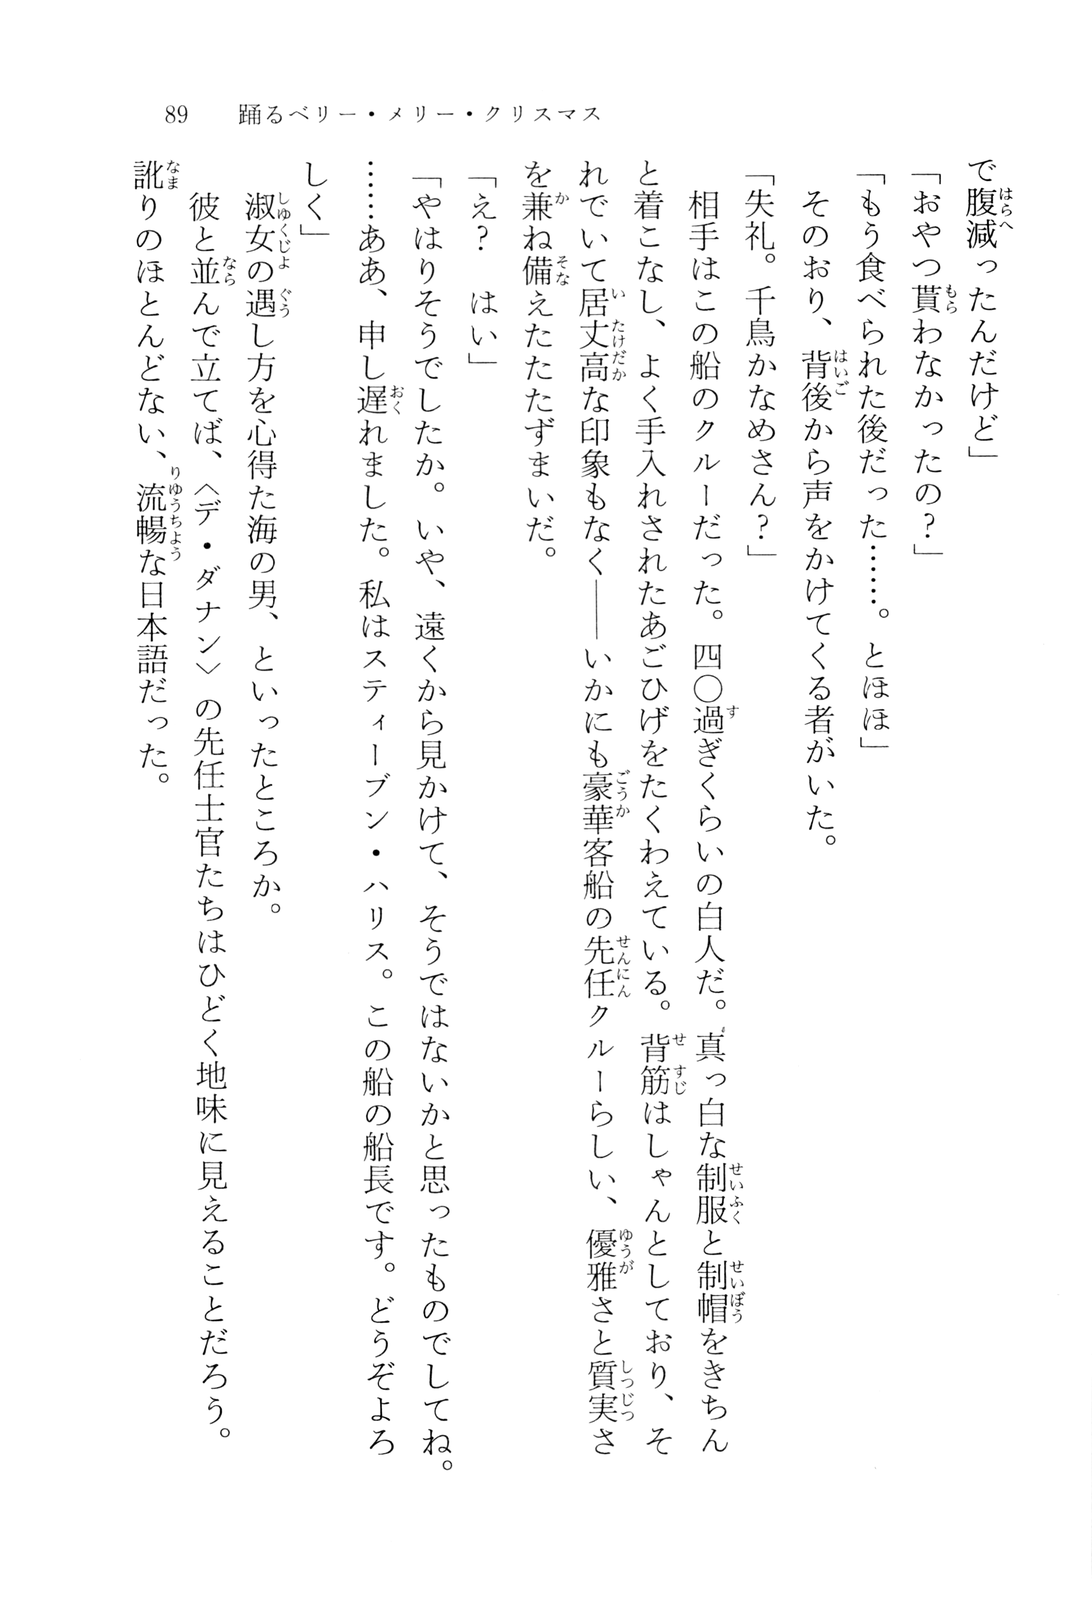 89　踊るベリー・メリー・クリスマス
で腹減ったんだけど」
「おやつ貰わなかったの？」
「もう食べられた後だった……。とほほ」
　そのおり、背後から声をかけてくる者がいた。
「失礼。千鳥かなめさん？」
　相手はこの船のクルーだった。四〇過ぎくらいの白人だ。真っ白な制服と制帽をきちん
と着こなし、よく手入れされたあごひげをたくわえている。背筋はしゃんとしており、そ
れでいて居丈高な印象もなく――いかにも豪華客船の先任クルーらしい、優雅さと質実さ
を兼ね備えたたたずまいだ。
「え？　はい」
「やはりそうでしたか。いや、遠くから見かけて、そうではないかと思ったものでしてね。
……ああ、申し遅れました。私はスティーブン・ハリス。この船の船長です。どうぞよろ
しく」
　淑女の遇し方を心得た海の男、といったところか。
　彼と並んで立てば、〈デ・ダナン〉の先任士官たちはひどく地味に見えることだろう。
訛りのほとんどない、流暢な日本語だった。